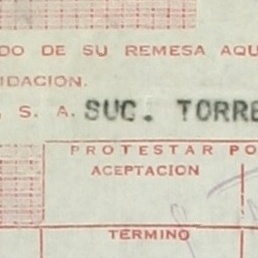 DO DE SU REMESA AQU
IDACION.
, S. A. SUC. TORRE
PROTESTAR PO
ACEPTACION
TERMINO